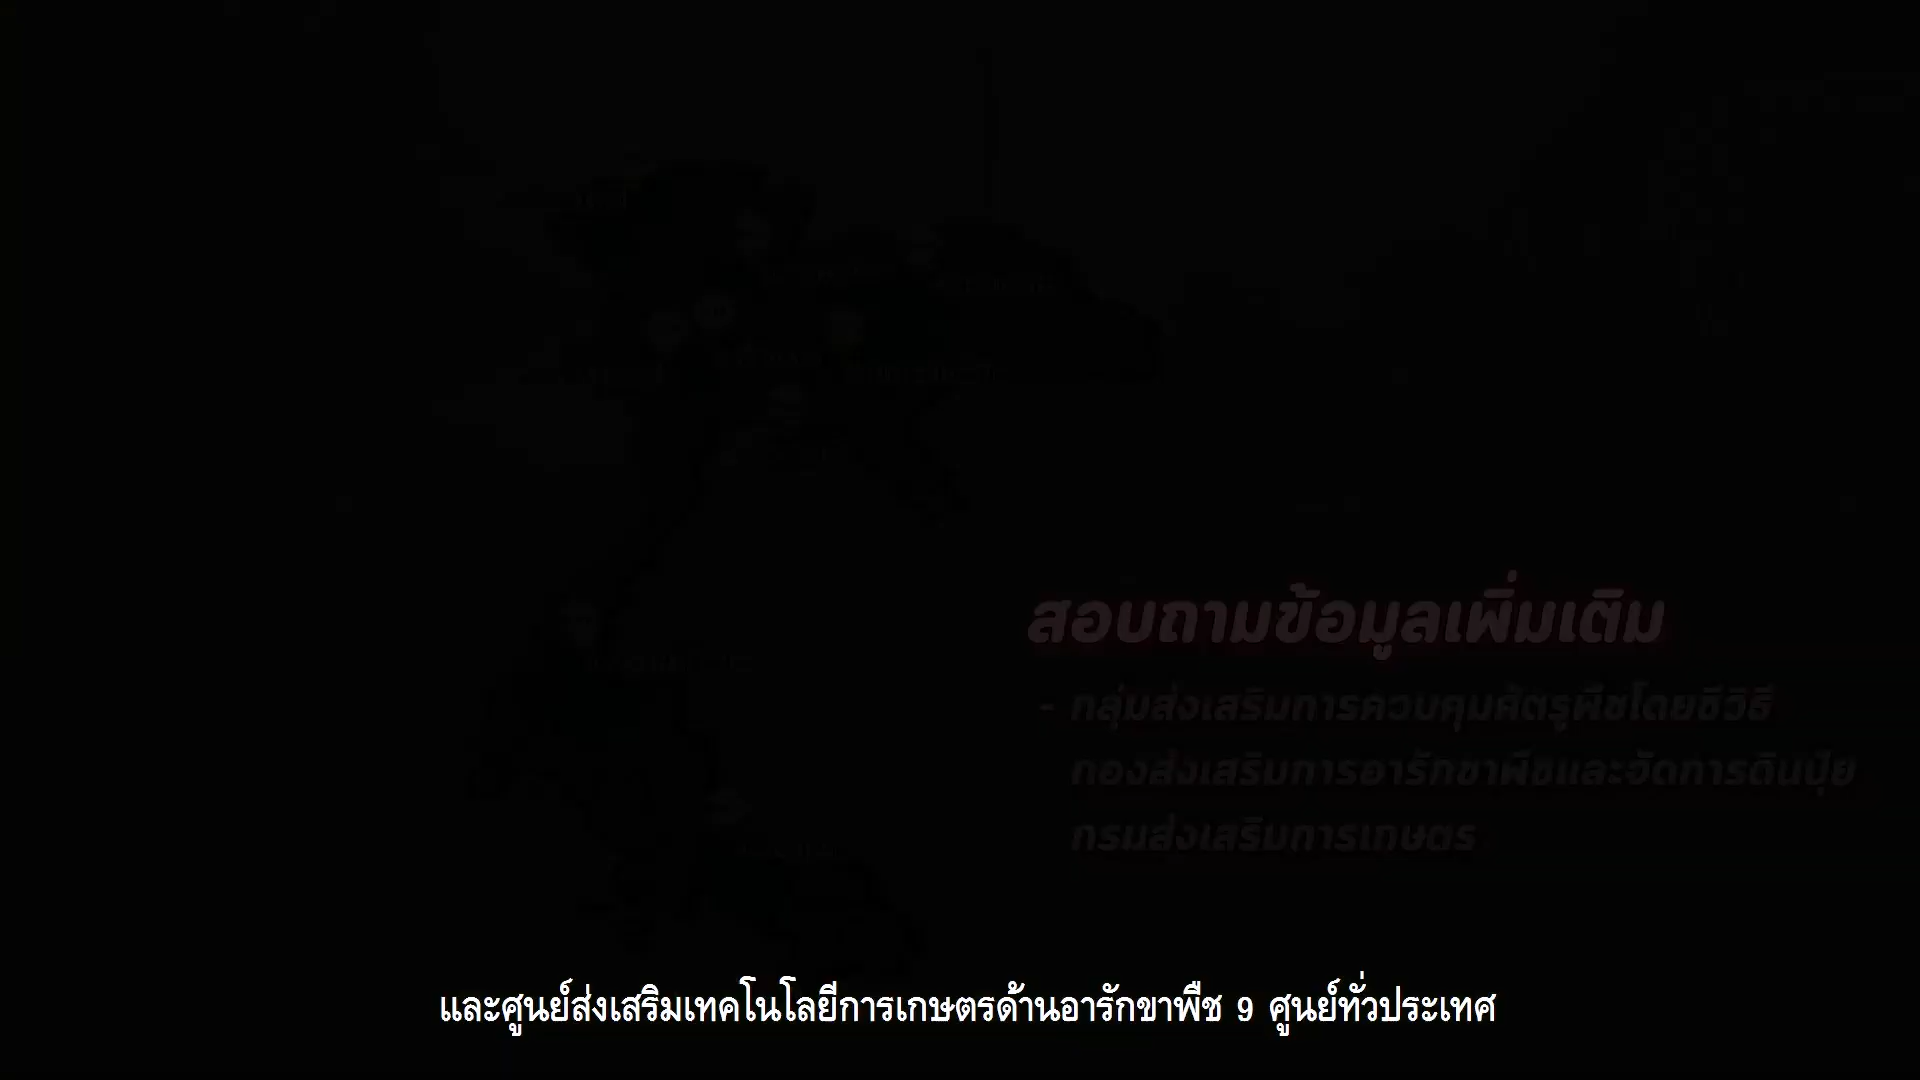 สอบถามข้อมูลเพิ่มเติม
- กลุ่มส่งเสริมการควบคุมศัตรูพืชโดยชีววิธี
กองส่งเสริมการอารักขาพืชและจัดการดินปุ๋ย
กรมส่งเสริมการเกษตร
และศูนย์ส่งเสริมเทคโนโลยีการเกษตรด้านอารักขาพืช 9 ศูนย์ทั่วประเทศ